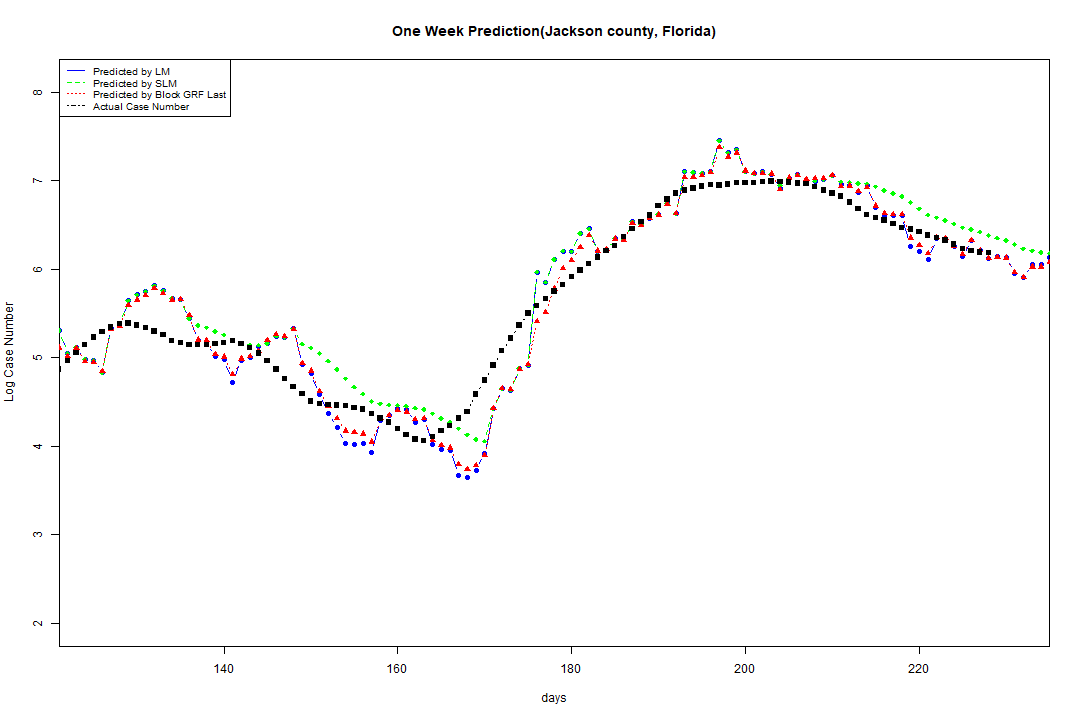 One Week Prediction(Jackson county, Florida)
Predicted by LM
Predicted by SLM
Predicted by Block GRF Last
Actual Case Number
8
7
6
5
4
3
2
Log Case Number
140 160 180 200 220
days